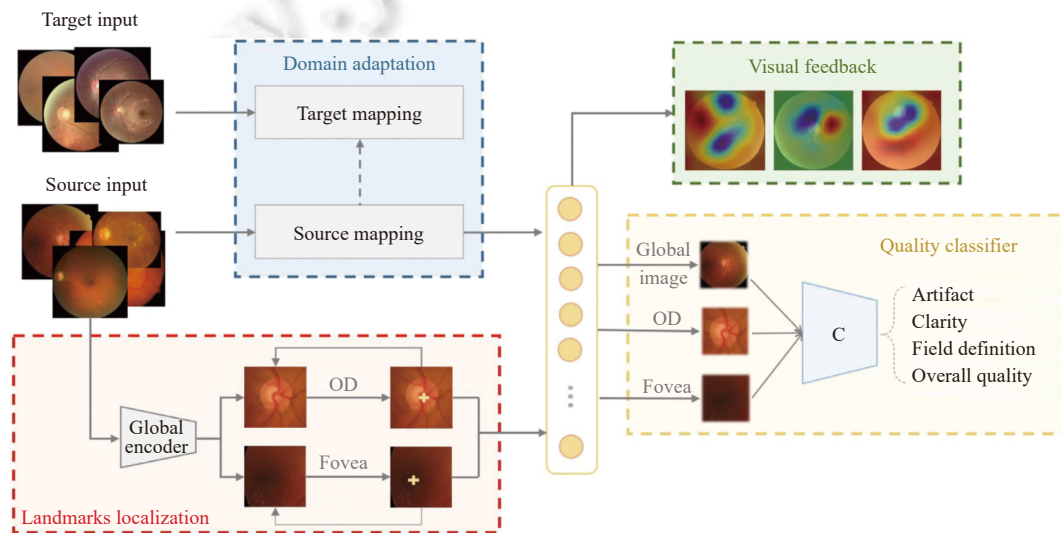 Target input
Domain adaptation
Target mapping
Source input
Source mapping
Visual feedback
Quality classifier
Global
image
OD
Fovea
C
Artifact
Clarity
Field definition
Overall quality
Global
encoder
OD
Fovea
Landmarks localization